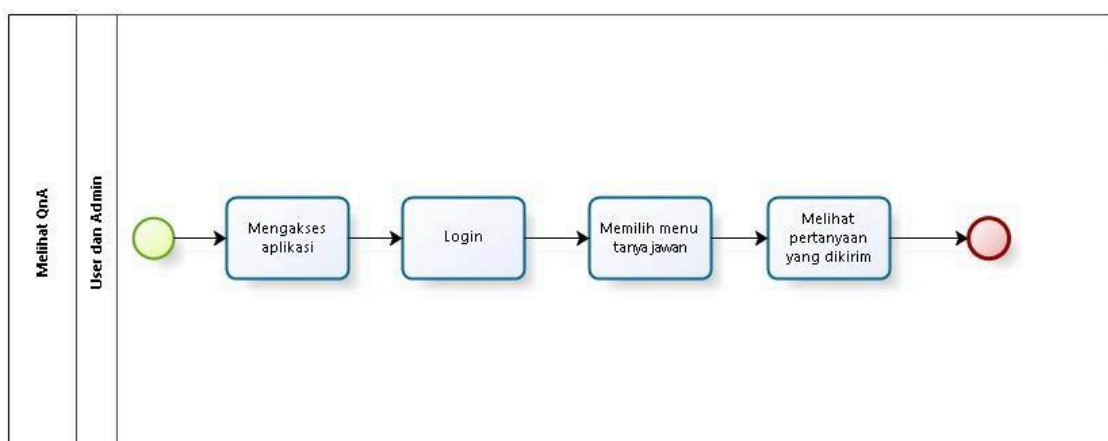 Melihat QnA
User dan Admin
Mengakses
aplikasi
Login
Memilih menu
tanya jawan
Melihat
pertanyaan
yang dikirim